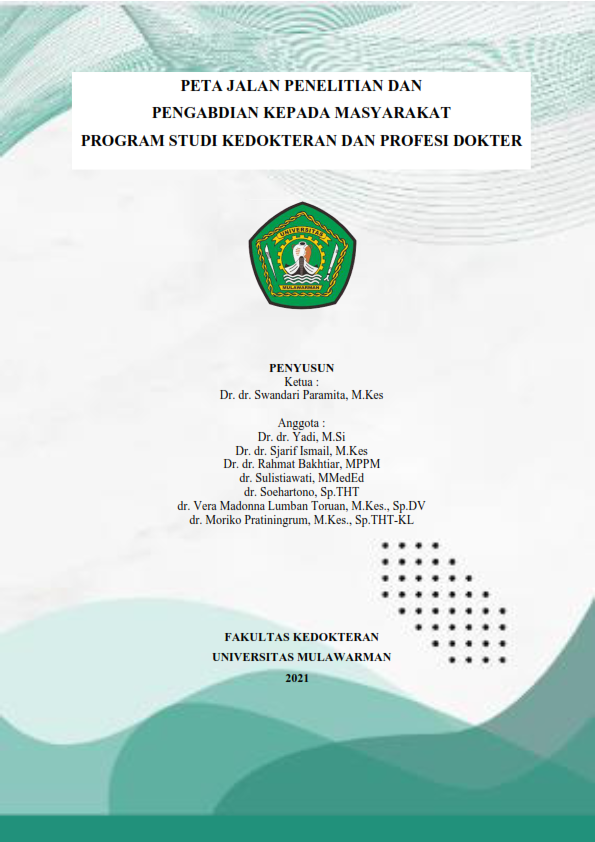 PETA JALAN PENELITIAN DAN
PENGABDIAN KEPADA MASYARAKAT
PROGRAM STUDI KEDOKTERAN DAN PROFESI DOKTER
UNIVERSITAS
MULAWARMAN
PENYUSUN
Ketua :
Dr. dr. Swandari Paramita, M.Kes
Anggota :
Dr. dr. Yadi, M.Si
Dr. dr. Sjarif Ismail, M.Kes
Dr. dr. Rahmat Bakhtiar, MPPM
dr. Sulistiawati, MMedEd
dr. Soehartono, Sp.THT
dr. Vera Madonna Lumban Toruan, M.Kes., Sp.DV
dr. Moriko Pratiningrum, M.Kes., Sp.THT-KL
FAKULTAS KEDOKTERAN
UNIVERSITAS MULAWARMAN
2021